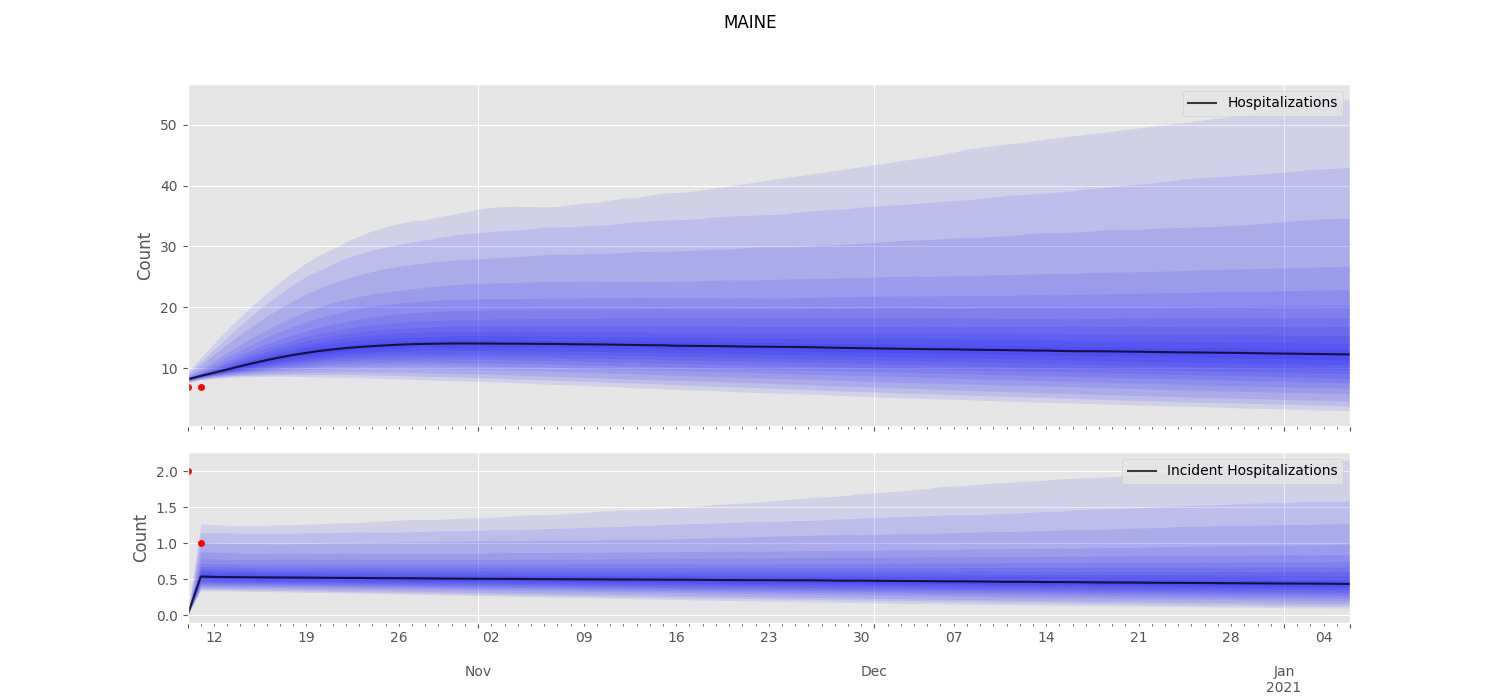 MAINE
Hospitalizations
50
40
30
20
10
Count
Incident Hospitalizations
2.0
1.5
1.0
0.5
0.0
Count
12 19 26 02 09 16 23 30 07 14 21 28 04
Nov Dec Jan
2021